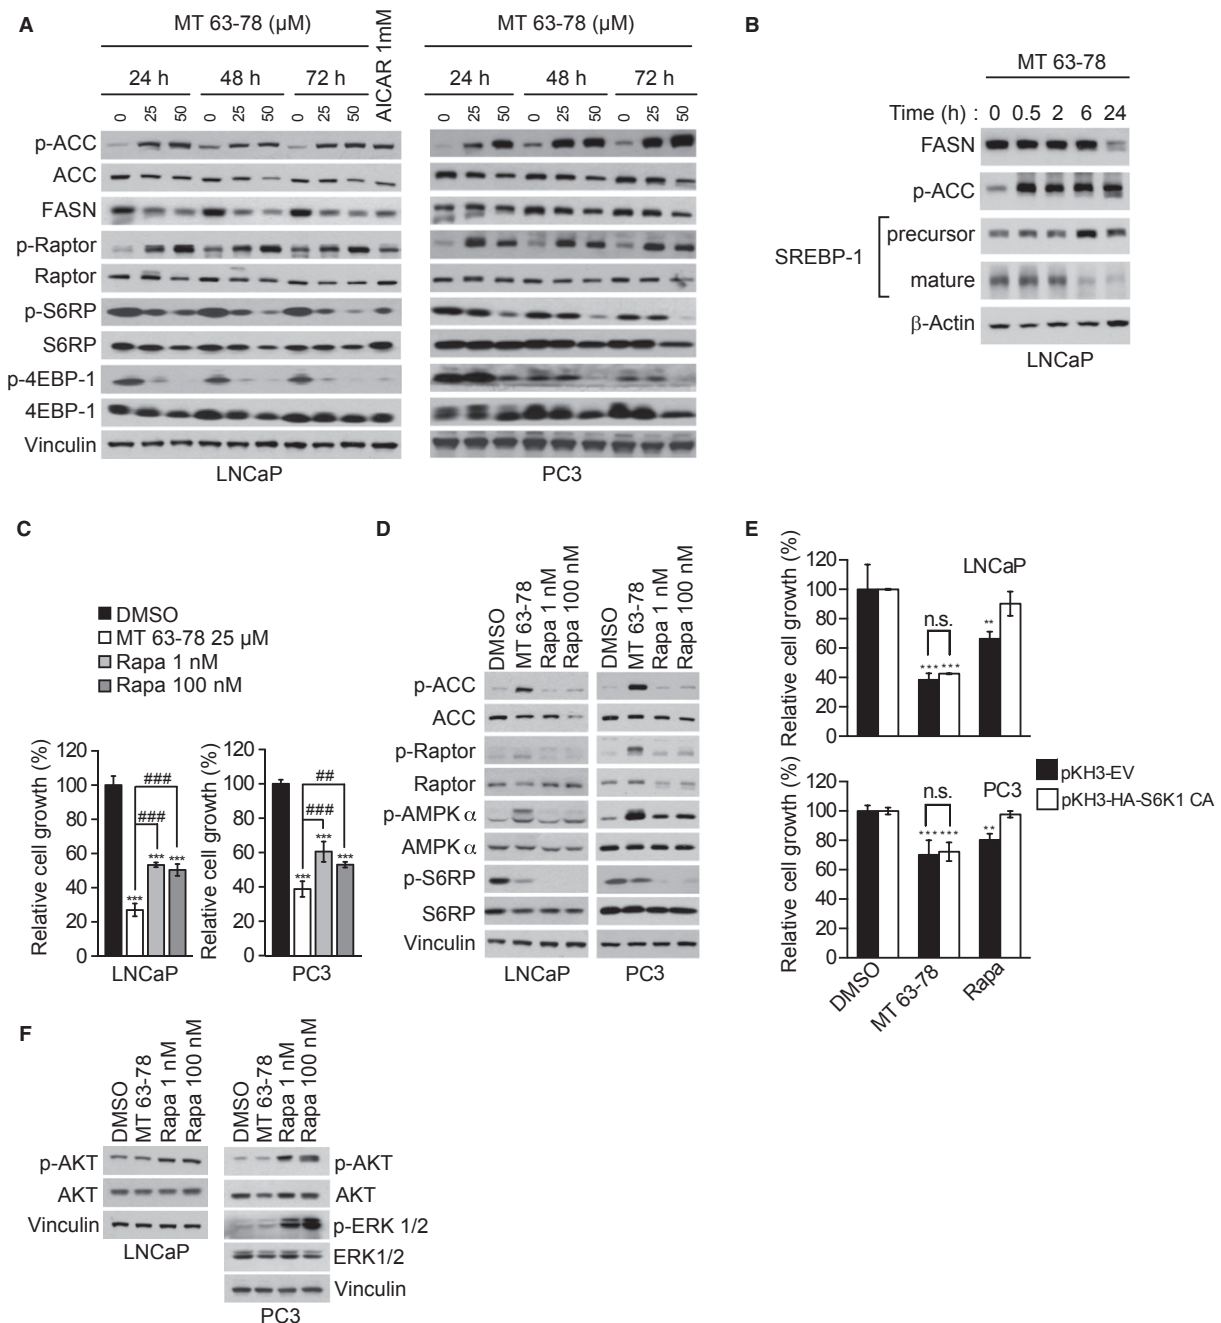 A
MT 63-78 (µM)
AICAR 1mM
24 h 48 h 72 h
0 25 50 0 25 50 0 25 50
MT 63-78 (µM)
24 h 48 h 72 h
0 25 50 0 25 50 0 25 50
p-ACC
ACC
FASN
p-Raptor
Raptor
p-S6RP
S6RP
p-4EBP-1
4EBP-1
Vinculin
LNCaP
PC3
B
MT 63-78
Time (h) : 0 0.5 2 6 24
FASN
p-ACC
SREBP-1
precursor
mature
β-Actin
LNCaP
C
DMSO
MT 63-78 25 µM
Rapa 1 nM
Rapa 100 nM
Relative cell growth (%)
120
100
80
60
40
20
0
###
###
*** *** ***
LNCaP
Relative cell growth (%)
120
100
80
60
40
20
0
##
###
*** *** ***
PC3
D
DMSO
MT 63-78
Rapa 1 nM
Rapa 100 nM
DMSO
MT 63-78
Rapa 1 nM
Rapa 100 nM
p-ACC
ACC
p-Raptor
Raptor
p-AMPK α
AMPK α
p-S6RP
S6RP
Vinculin
LNCaP
PC3
E
Relative cell growth (%)
120
100
80
60
40
20
0
LNCaP
n.s.
*** ***
**
pKH3-EV
pKH3-HA-S6K1 CA
Relative cell growth (%)
120
100
80
60
40
20
0
PC3
n.s.
*** ***
**
DMSO
MT 63-78
Rapa
F
DMSO
MT 63-78
Rapa 1 nM
Rapa 100 nM
p-AKT
AKT
Vinculin
LNCaP
DMSO
MT 63-78
Rapa 1 nM
Rapa 100 nM
p-AKT
AKT
p-ERK 1/2
ERK1/2
Vinculin
PC3